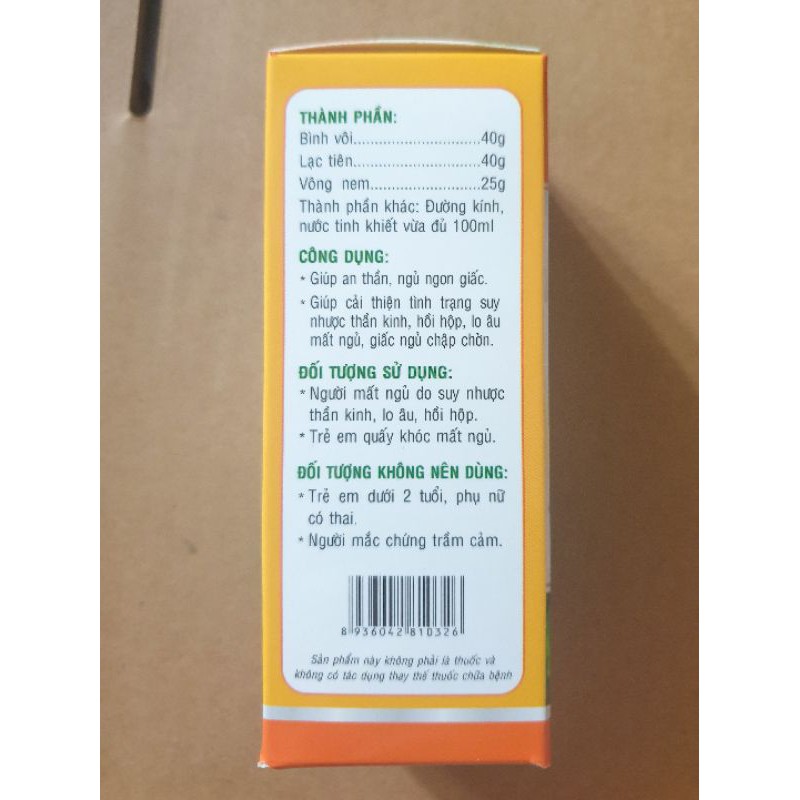 THÀNH PHẦN:
Bình vôi..............................40g
Lạc tiên..............................40g
Vông nem.........................25g
Thành phần khác: Đường kính,
nước tinh khiết vừa đủ 100ml
CÔNG DỤNG:
* Giúp an thần, ngủ ngon giấc.
* Giúp cải thiện tình trạng suy
nhược thần kinh, hồi hộp, lo âu
mất ngủ, giấc ngủ chập chờn.
ĐỐI TƯỢNG SỬ DỤNG:
* Người mất ngủ do suy nhược
thần kinh, lo âu, hồi hộp.
* Trẻ em quấy khóc mất ngủ.
ĐỐI TƯỢNG KHÔNG NÊN DÙNG:
* Trẻ em dưới 2 tuổi, phụ nữ
có thai.
* Người mắc chứng trầm cảm.
8 936042 810326
Sản phẩm này không phải là thuốc và
không có tác dụng thay thế thuốc chữa bệnh